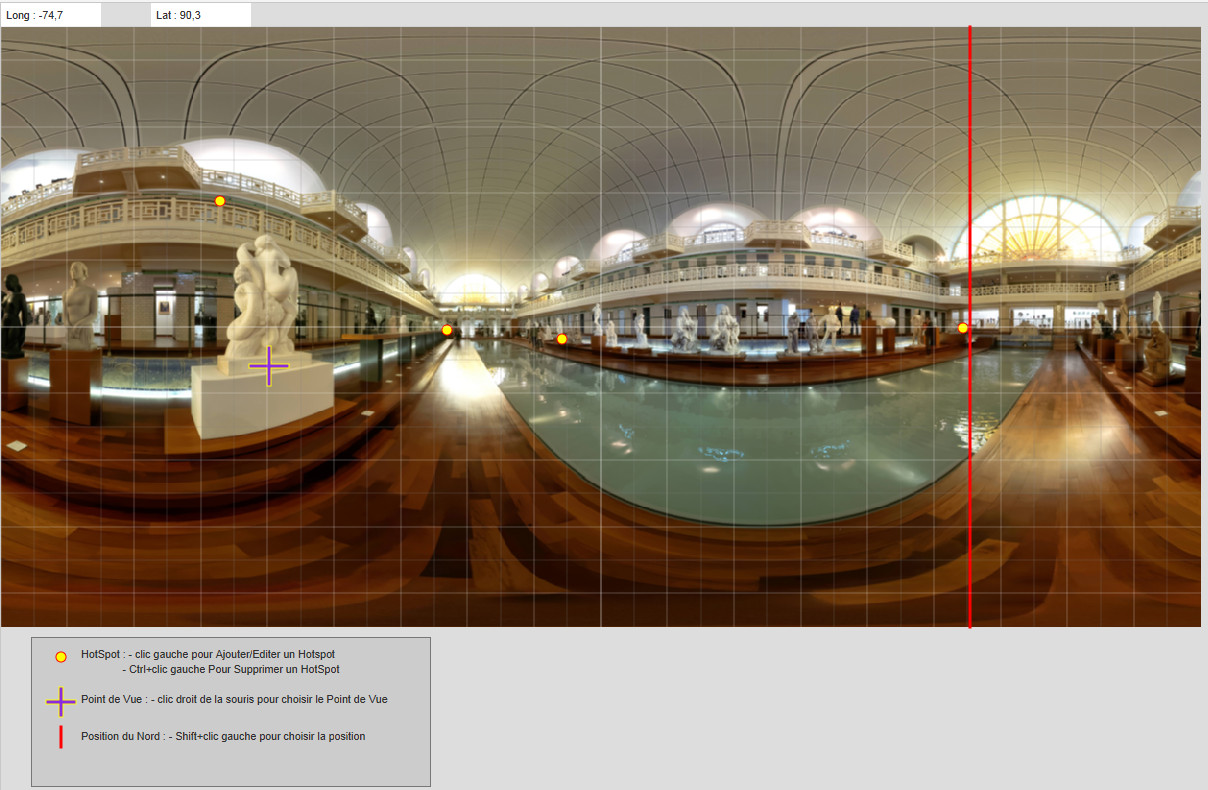 Long : -74,7
Lat : 90,3
HotSpot : - clic gauche pour Ajouter/Editer un Hotspot
- Ctrl+clic gauche Pour Supprimer un HotSpot
Point de Vue : - clic droit de la souris pour choisir le Point de Vue
Position du Nord : - Shift+clic gauche pour choisir la position